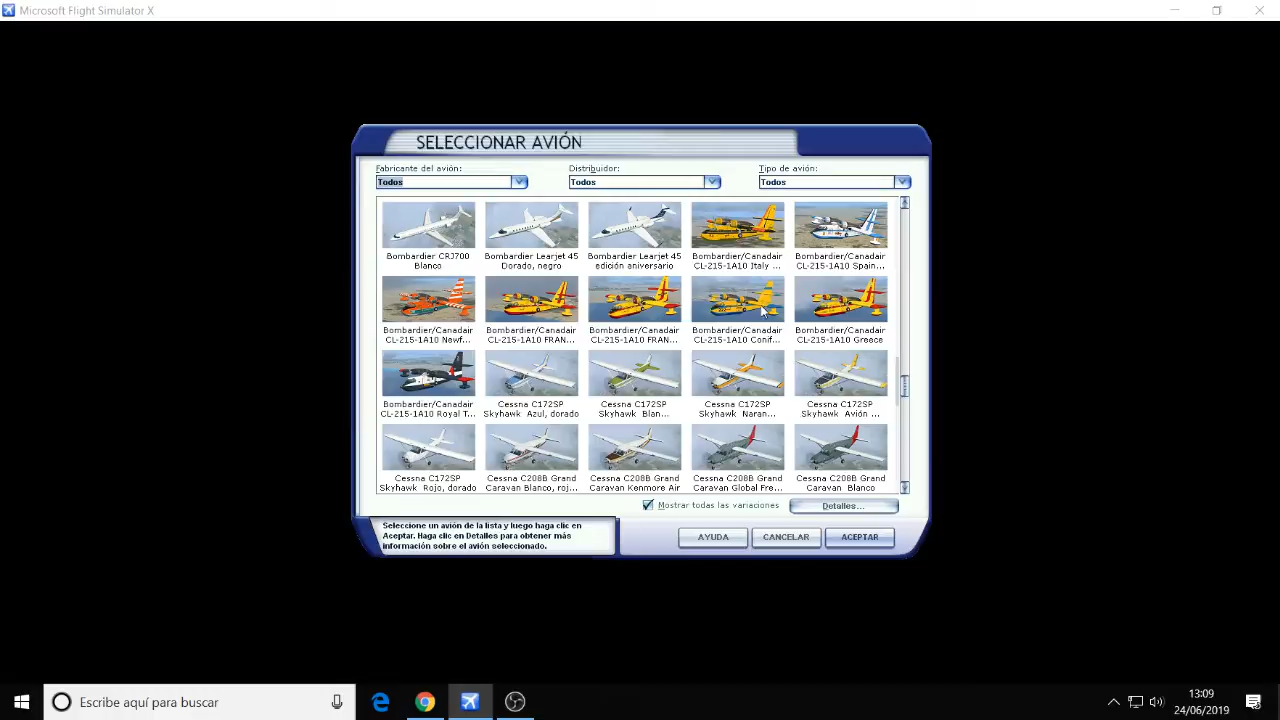 Microsoft Flight Simulator X
SELECCIONAR AVIÓN
Fabricante del avión:
Distribuidor:
Tipo de avión:
Todos
Todos
Todos
Bombardier CRJ700
Blanco
Bombardier Learjet 45
Dorado, negro
Bombardier Learjet 45
edición aniversario
Bombardier/Canadair
CL-215-1A10 Italy ...
Bombardier/Canadair
CL-215-1A10 Spain...
Bombardier/Canadair
CL-215-1A10 Newf...
Bombardier/Canadair
CL-215-1A10 FRAN...
Bombardier/Canadair
CL-215-1A10 FRAN...
Bombardier/Canadair
CL-215-1A10 Conif...
Bombardier/Canadair
CL-215-1A10 Greece
Bombardier/Canadair
CL-215-1A10 Royal T...
Cessna C172SP
Skyhawk Azul, dorado
Cessna C172SP
Skyhawk Blan...
Cessna C172SP
Skyhawk Naran...
Cessna C172SP
Skyhawk Avión ...
Cessna C172SP
Skyhawk Rojo, dorado
Cessna C208B Grand
Caravan Blanco, roj...
Cessna C208B Grand
Caravan Kenmore Air
Cessna C208B Grand
Caravan Global Fre...
Cessna C208B Grand
Caravan Blanco
Mostrar todas las variaciones
Detalles...
Seleccione un avión de la lista y luego haga clic en
Aceptar. Haga clic en Detalles para obtener más
información sobre el avión seleccionado.
AYUDA
CANCELAR
ACEPTAR
Escribe aquí para buscar
13:09
24/06/2019